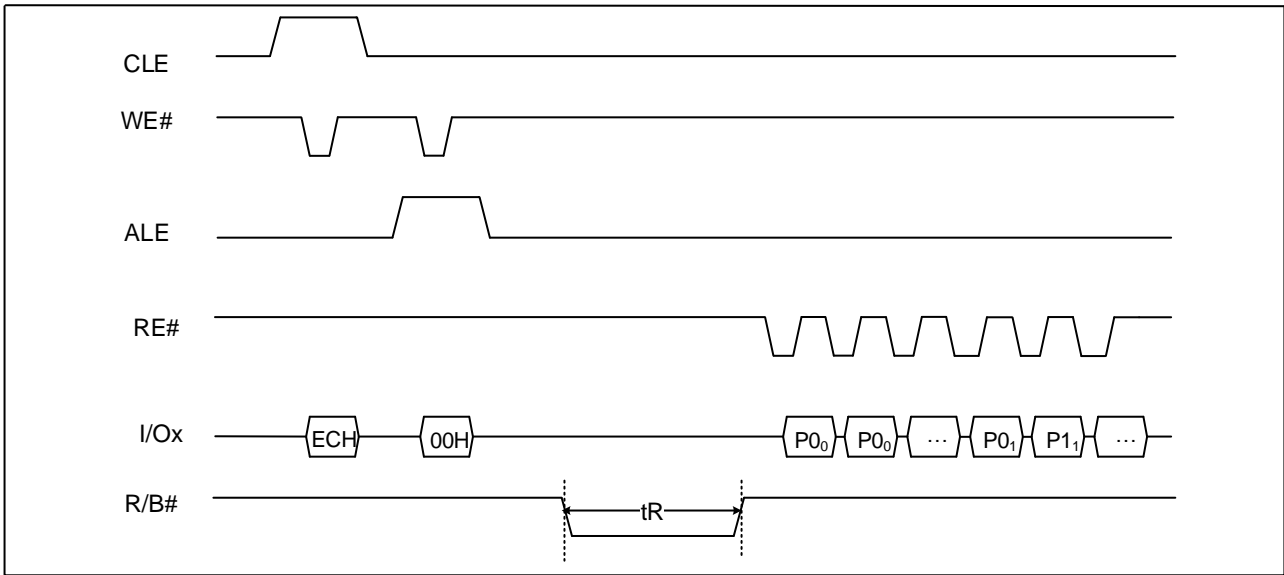 CLE
WE#
ALE
RE#
I/Ox ECH 00H P0₀ P0₀ ... P0₁ P1₁ ...
R/B# tR